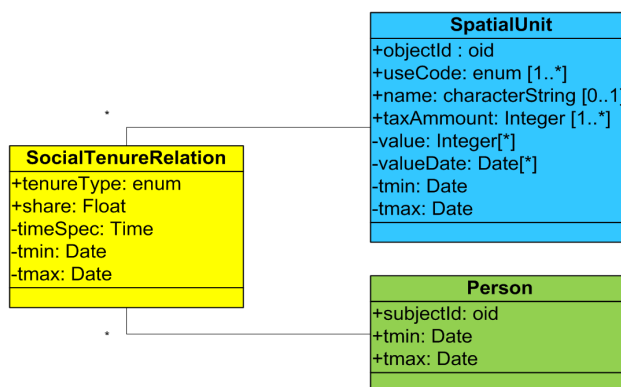 SpatialUnit
+objectId : oid
+useCode: enum [1..*]
+name: characterString [0..1]
+taxAmmount: Integer [1..*]
-value: Integer[*]
-valueDate: Date[*]
-tmin: Date
-tmax: Date
*
SocialTenureRelation
+tenureType: enum
+share: Float
-timeSpec: Time
-tmin: Date
-tmax: Date
*
Person
+subjectId: oid
+tmin: Date
+tmax: Date